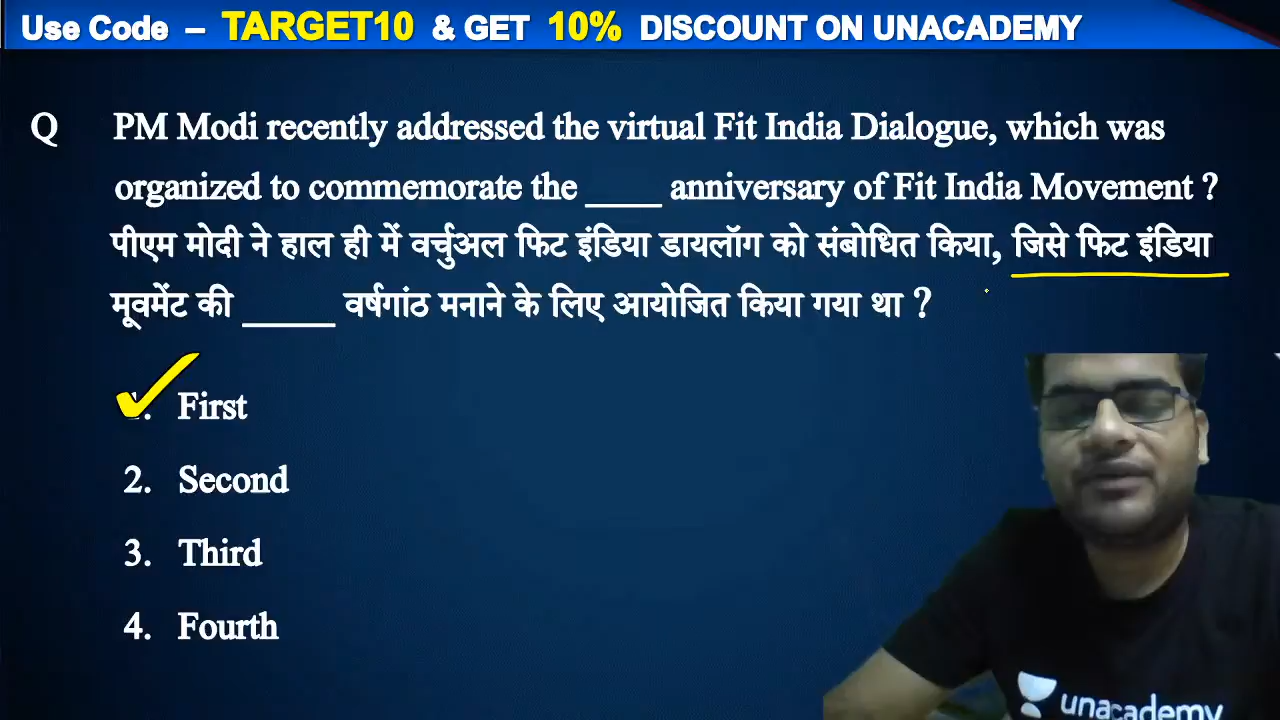 Use Code – TARGET10 & GET 10% DISCOUNT ON UNACADEMY
Q PM Modi recently addressed the virtual Fit India Dialogue, which was
organized to commemorate the ____ anniversary of Fit India Movement ?
पीएम मोदी ने हाल ही में वर्चुअल फिट इंडिया डायलॉग को संबोधित किया, जिसे फिट इंडिया
मूवमेंट की _____ वर्षगांठ मनाने के लिए आयोजित किया गया था ?
1. First
2. Second
3. Third
4. Fourth
unacademy